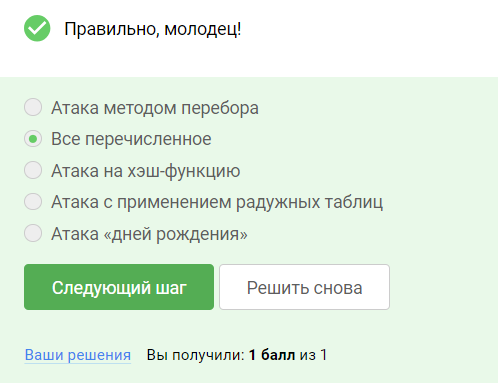 Правильно, молодец!
Атака методом перебора
Все перечисленное
Атака на хэш-функцию
Атака с применением радужных таблиц
Атака «дней рождения»
Следующий шаг Решить снова
Ваши решения Вы получили: 1 балл из 1